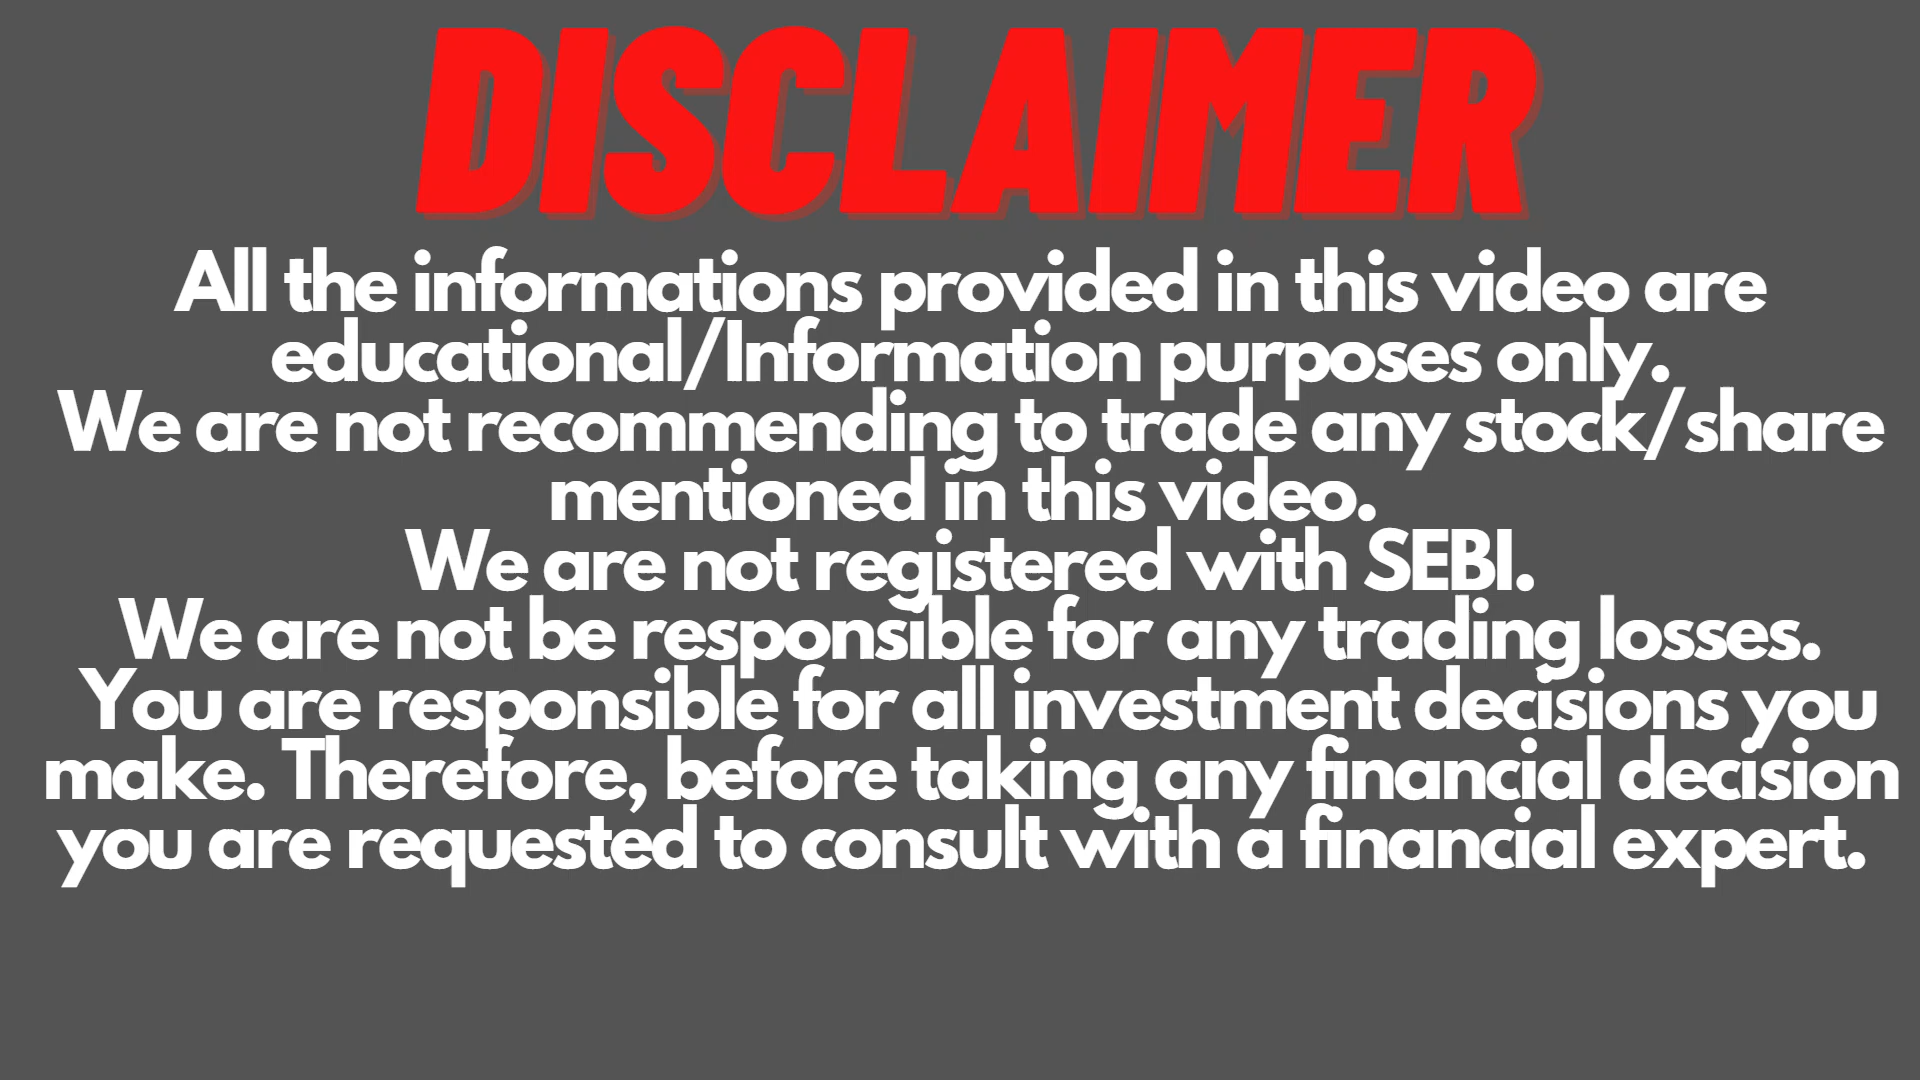 DISCLAIMER
All the informations provided in this video are
educational/Information purposes only.
We are not recommending to trade any stock/share
mentioned in this video.
We are not registered with SEBI.
We are not be responsible for any trading losses.
You are responsible for all investment decisions you
make. Therefore, before taking any financial decision
you are requested to consult with a financial expert.